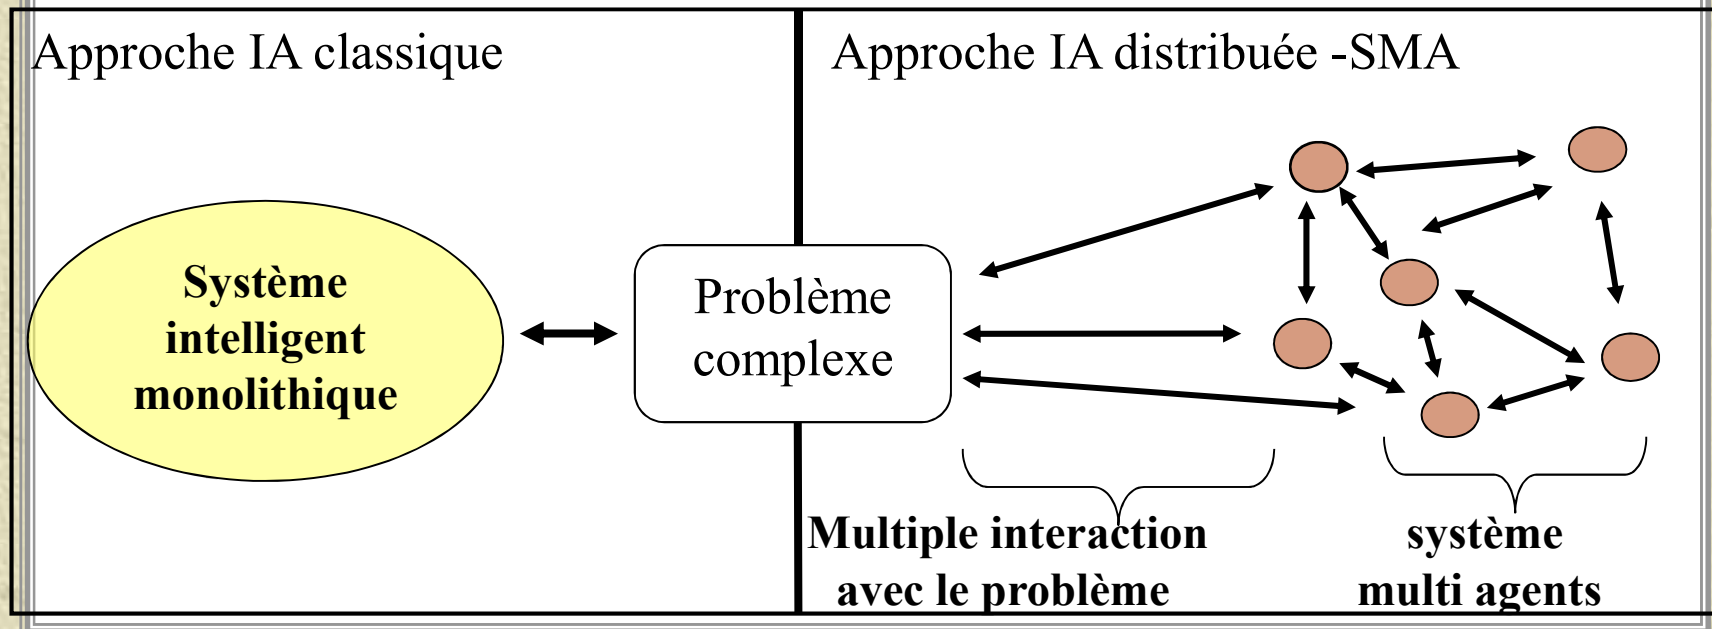 Approche IA classique
Approche IA distribuée -SMA
Système
intelligent
monolithique
Problème
complexe
Multiple interaction
avec le problème
système
multi agents